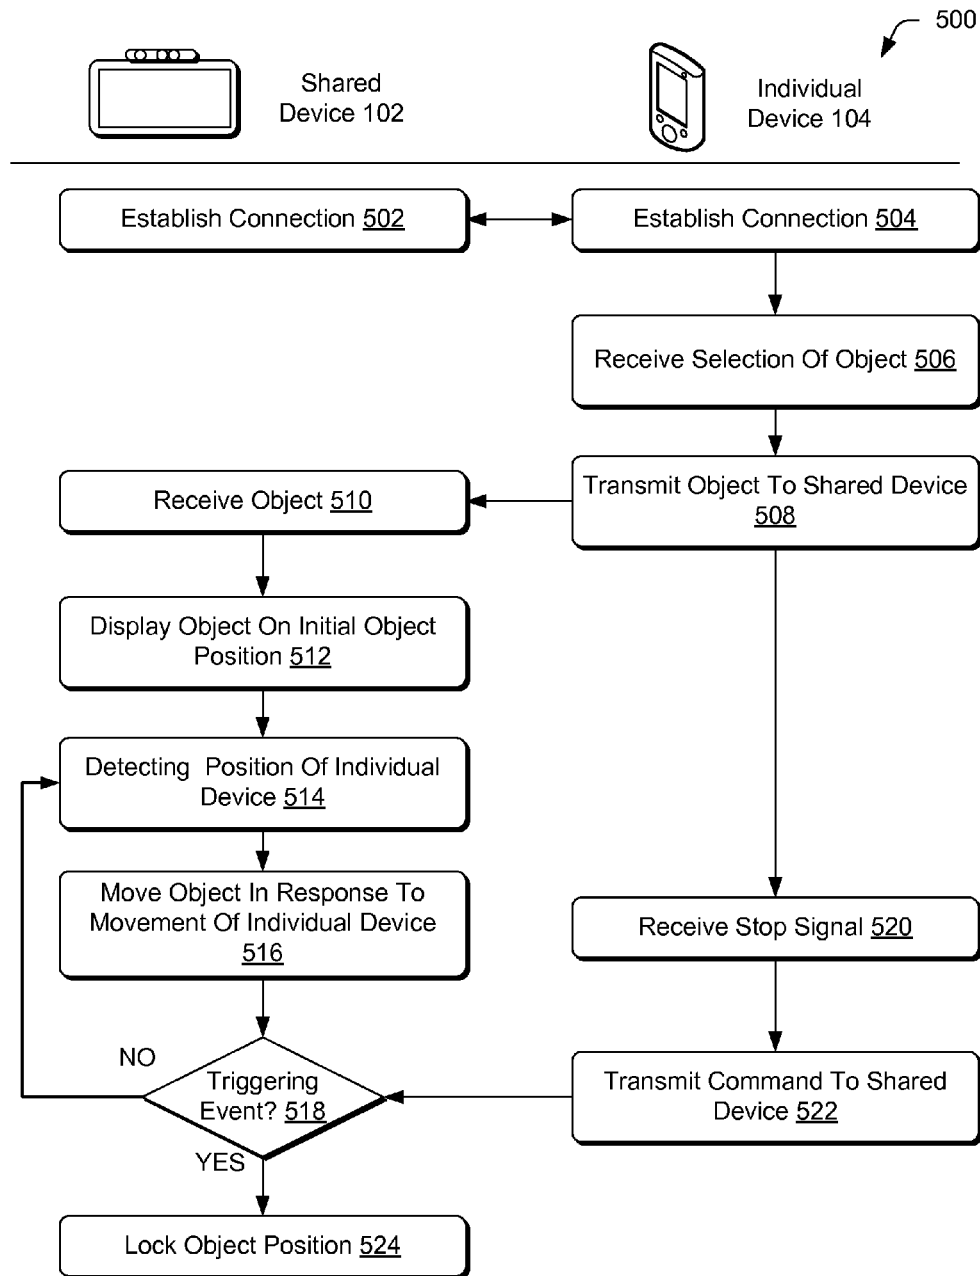 500
Shared
Device 102
Individual
Device 104
Establish Connection 502
Establish Connection 504
Receive Selection Of Object 506
Transmit Object To Shared Device
508
Receive Object 510
Display Object On Initial Object
Position 512
Detecting Position Of Individual
Device 514
Move Object In Response To
Movement Of Individual Device
516
Receive Stop Signal 520
NO
Triggering
Event? 518
Transmit Command To Shared
Device 522
YES
Lock Object Position 524